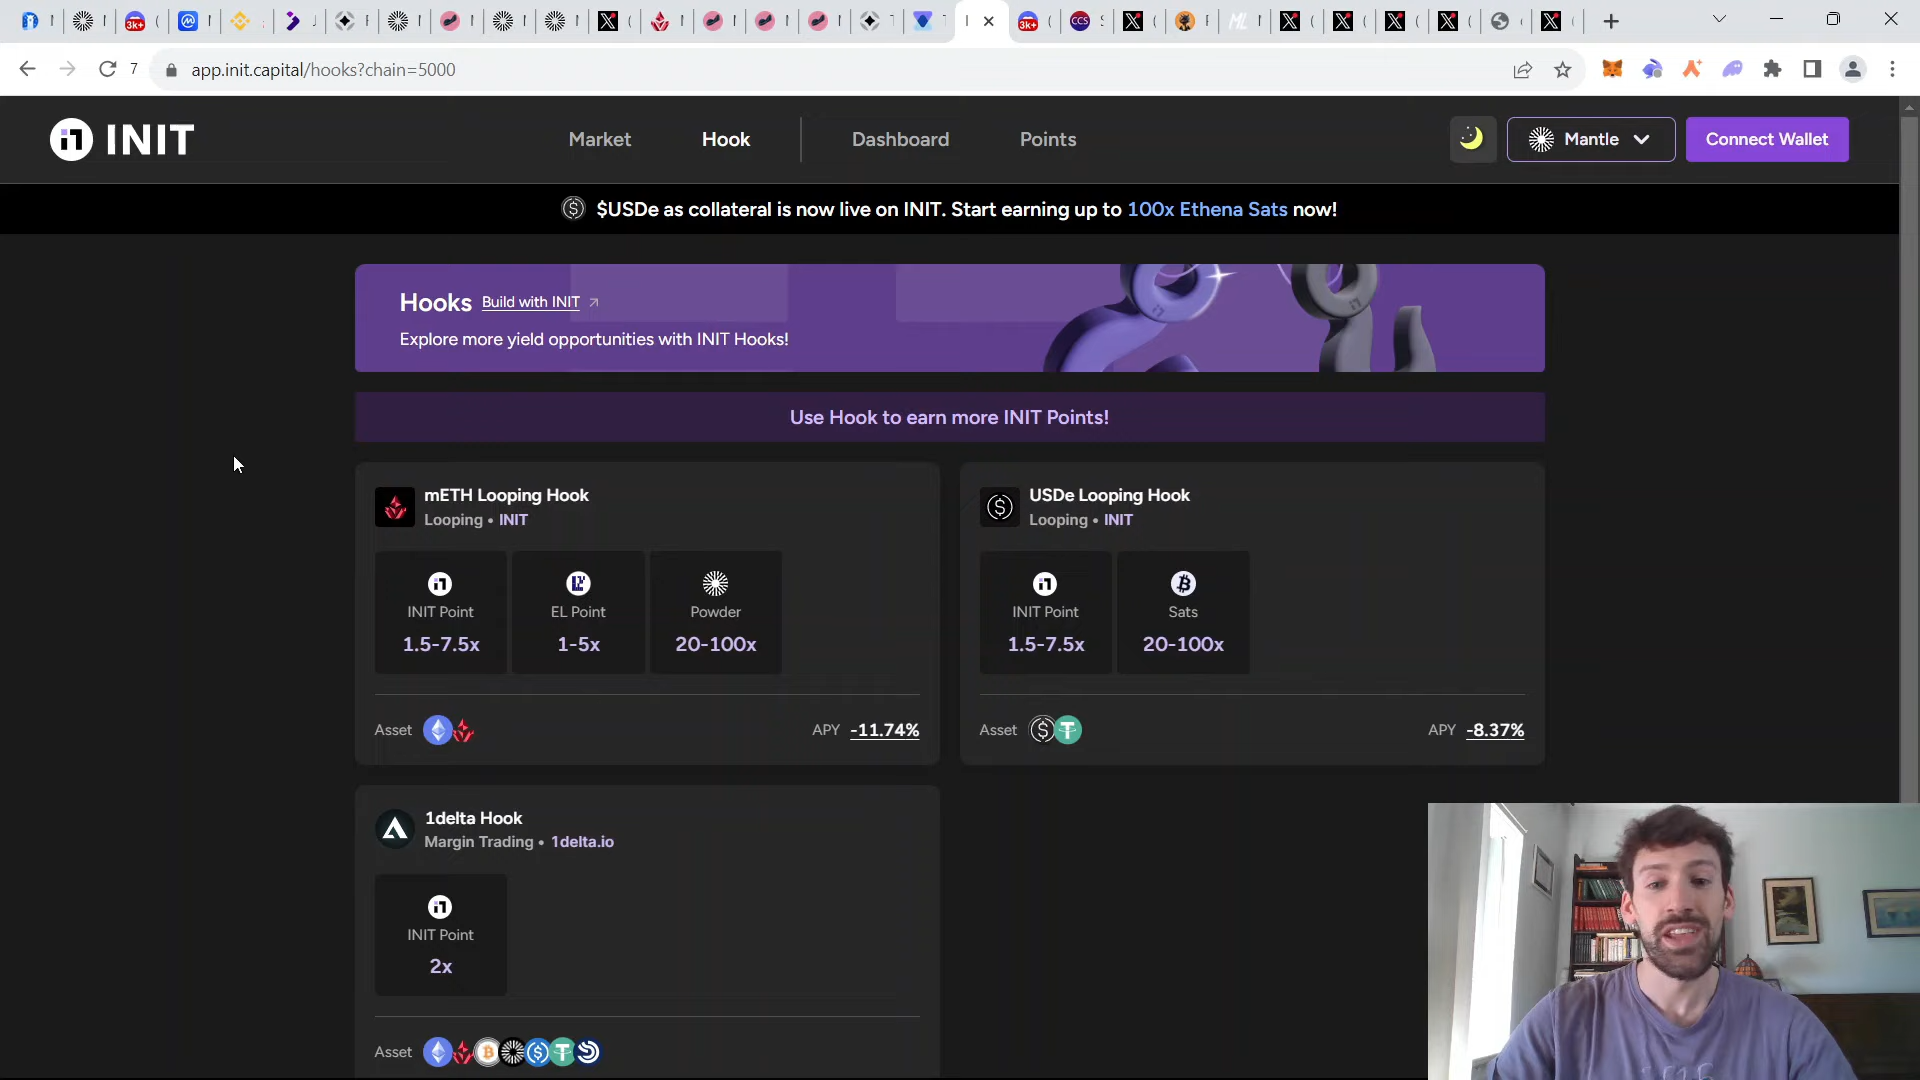 7
app.init.capital/hooks?chain=5000
INIT
Market
Hook
Dashboard
Points
Mantle
Connect Wallet
$USDe as collateral is now live on INIT. Start earning up to 100x Ethena Sats now!
Hooks Build with INIT
Explore more yield opportunities with INIT Hooks!
Use Hook to earn more INIT Points!
mETH Looping Hook
Looping • INIT
INIT Point
1.5-7.5x
EL Point
1-5x
Powder
20-100x
Asset
APY -11.74%
USDe Looping Hook
Looping • INIT
INIT Point
1.5-7.5x
Sats
20-100x
Asset
APY -8.37%
1delta Hook
Margin Trading • 1delta.io
INIT Point
2x
Asset